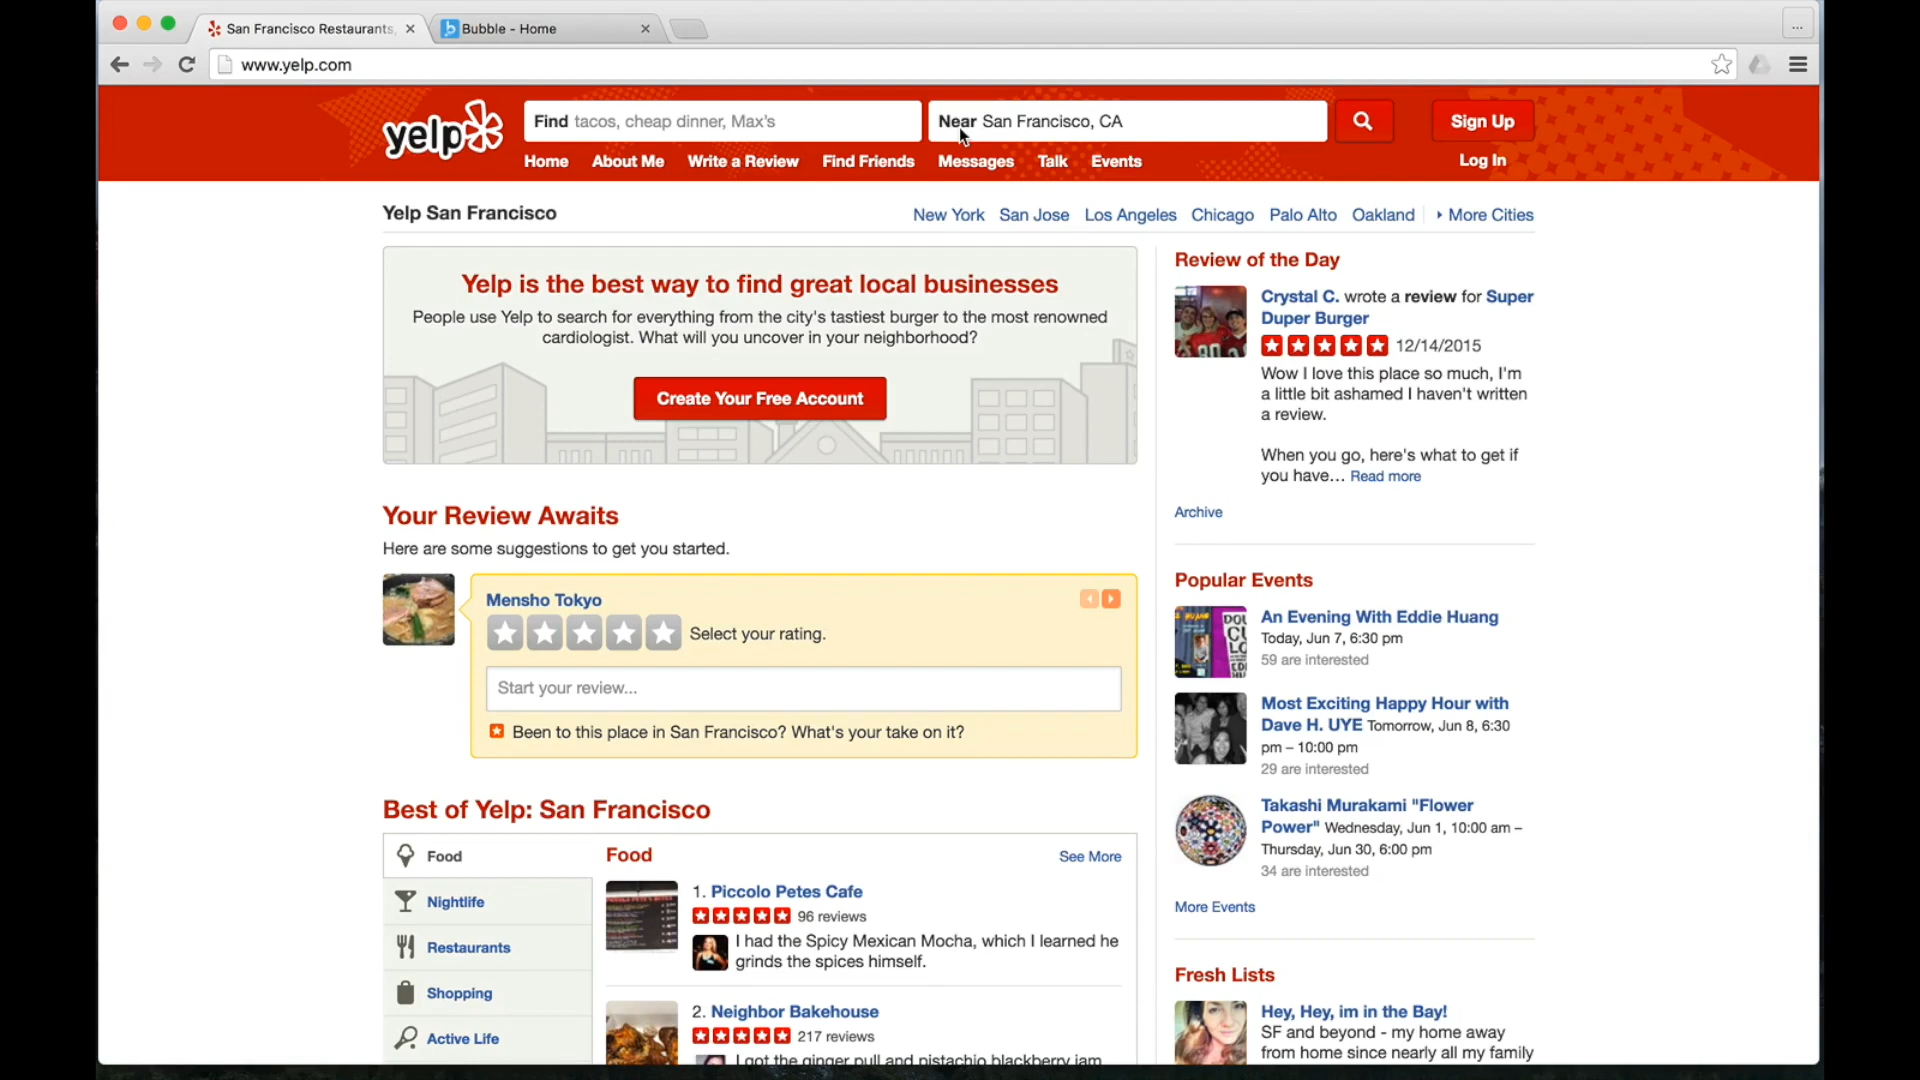 San Francisco Restaurants,
Bubble - Home
www.yelp.com
yelp
Find tacos, cheap dinner, Max's
Near San Francisco, CA
Sign Up
Home About Me Write a Review Find Friends Messages Talk Events
Log In
Yelp San Francisco
New York San Jose Los Angeles Chicago Palo Alto Oakland More Cities
Yelp is the best way to find great local businesses
People use Yelp to search for everything from the city's tastiest burger to the most renowned
cardiologist. What will you uncover in your neighborhood?
Create Your Free Account
Your Review Awaits
Here are some suggestions to get you started.
Mensho Tokyo
Select your rating.
Start your review...
Been to this place in San Francisco? What's your take on it?
Best of Yelp: San Francisco
Food
Nightlife
Restaurants
Shopping
Active Life
Food
See More
1. Piccolo Petes Cafe
96 reviews
I had the Spicy Mexican Mocha, which I learned he
grinds the spices himself.
2. Neighbor Bakehouse
217 reviews
I got the ginger pull and pistachio blackberry jam
Review of the Day
Crystal C. wrote a review for Super
Duper Burger
12/14/2015
Wow I love this place so much, I'm
a little bit ashamed I haven't written
a review.
When you go, here's what to get if
you have… Read more
Archive
Popular Events
An Evening With Eddie Huang
Today, Jun 7, 6:30 pm
59 are interested
Most Exciting Happy Hour with
Dave H. UYE Tomorrow, Jun 8, 6:30
pm – 10:00 pm
29 are interested
Takashi Murakami "Flower
Power" Wednesday, Jun 1, 10:00 am –
Thursday, Jun 30, 6:00 pm
34 are interested
More Events
Fresh Lists
Hey, Hey, im in the Bay!
SF and beyond - my home away
from home since nearly all my family